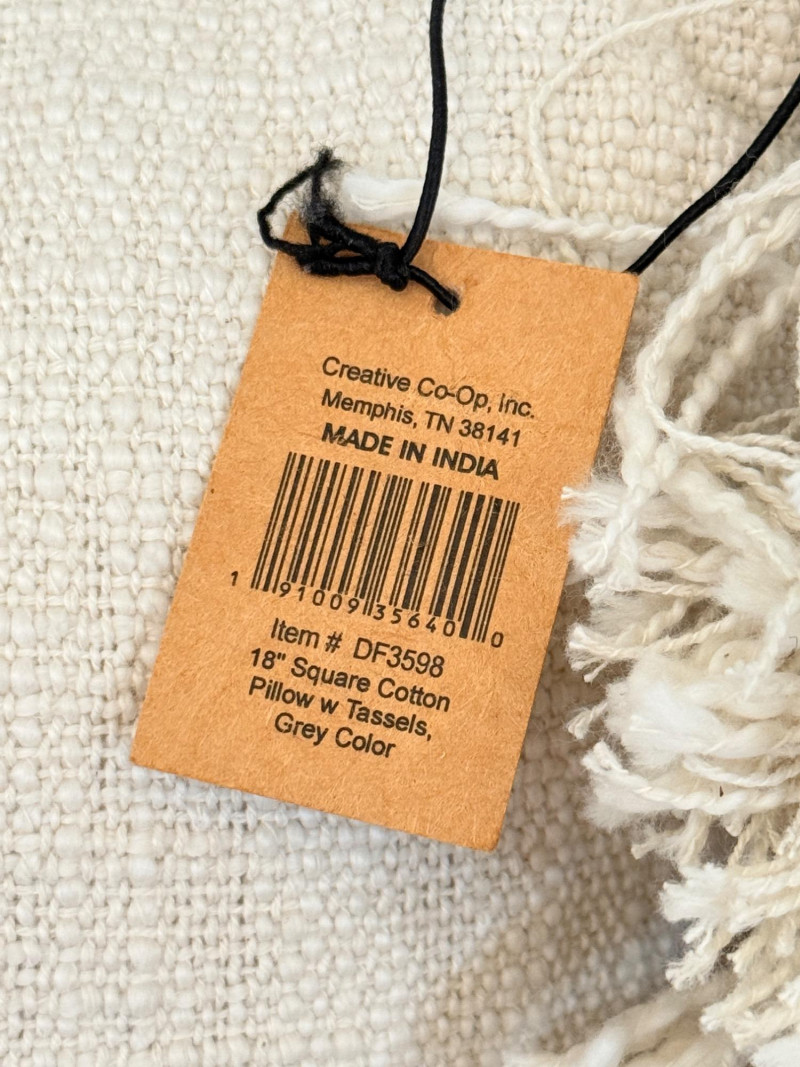 Creative Co-Op, Inc.
Memphis, TN 38141
MADE IN INDIA
1 91009 35640 0
Item # DF3598
18" Square Cotton
Pillow w Tassels,
Grey Color